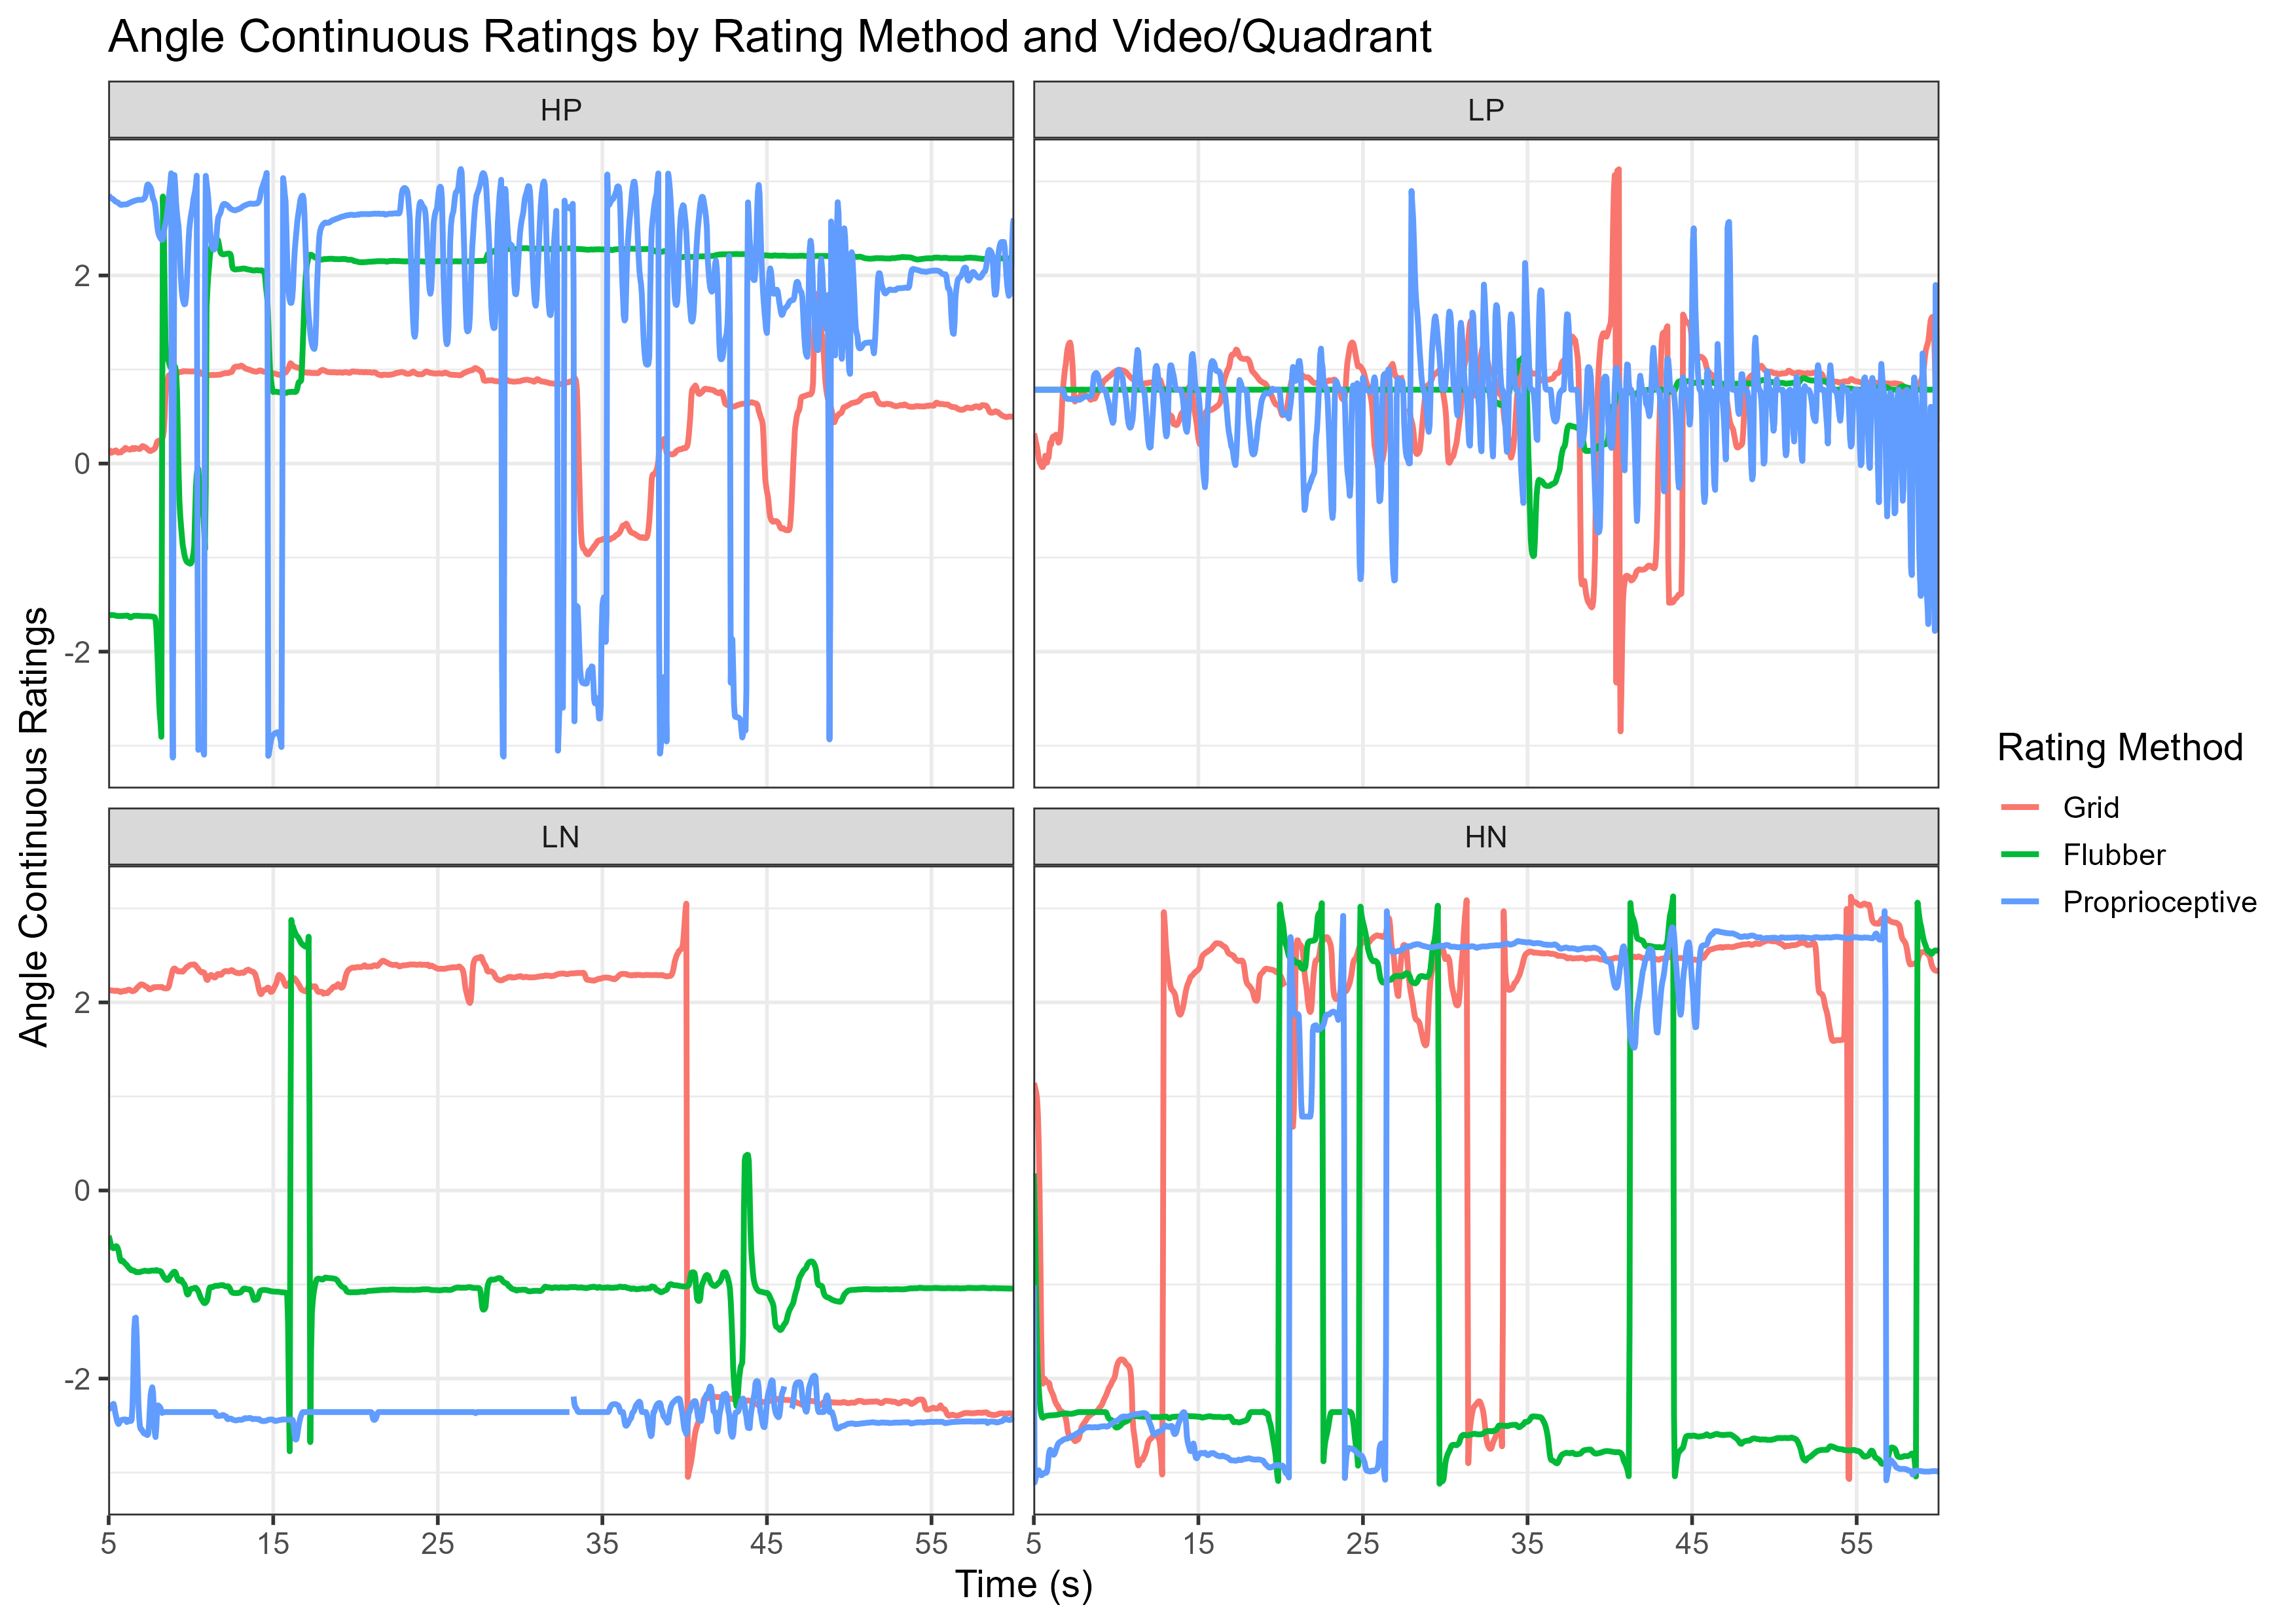 Angle Continuous Ratings by Rating Method and Video/Quadrant
HP
LP
2
0
-2
LN
HN
2
0
-2
5 15 25 35 45 55
5 15 25 35 45 55
Time (s)
Angle Continuous Ratings
Rating Method
Grid
Flubber
Proprioceptive